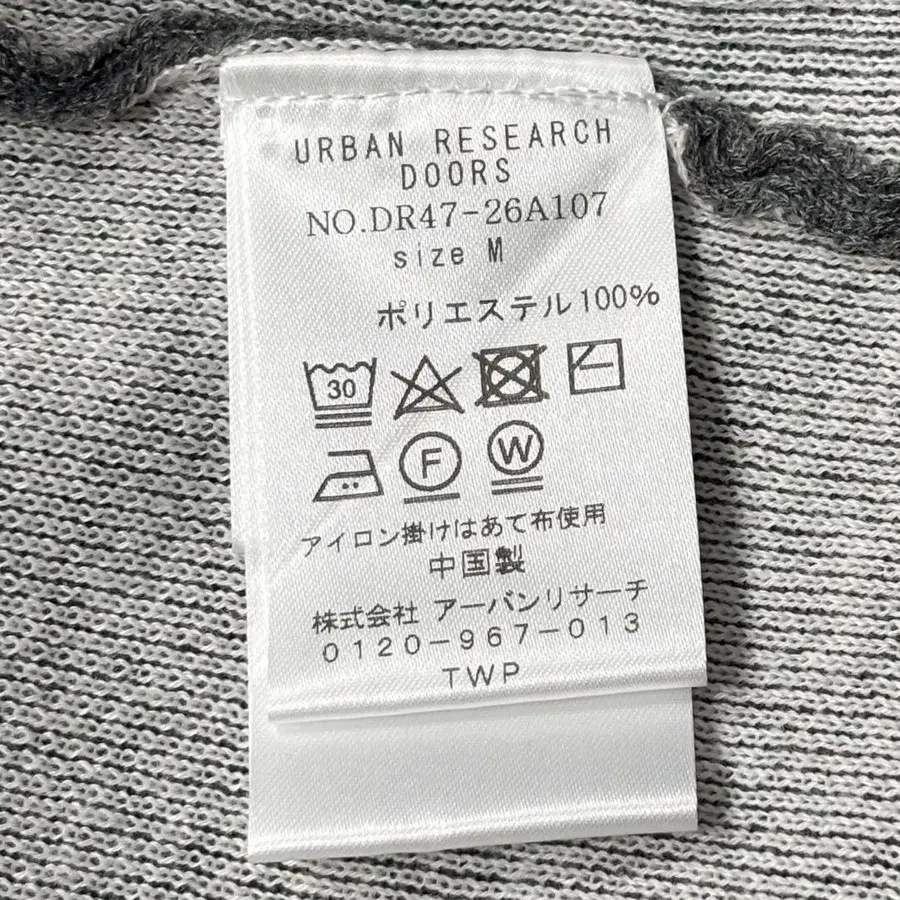 URBAN RESEARCH
DOORS
NO.DR47-26A107
size M
ポリエステル100%
30
F W
アイロン掛けはあて布使用
中国製
株式会社 アーバンリサーチ
0120-967-013
TWP